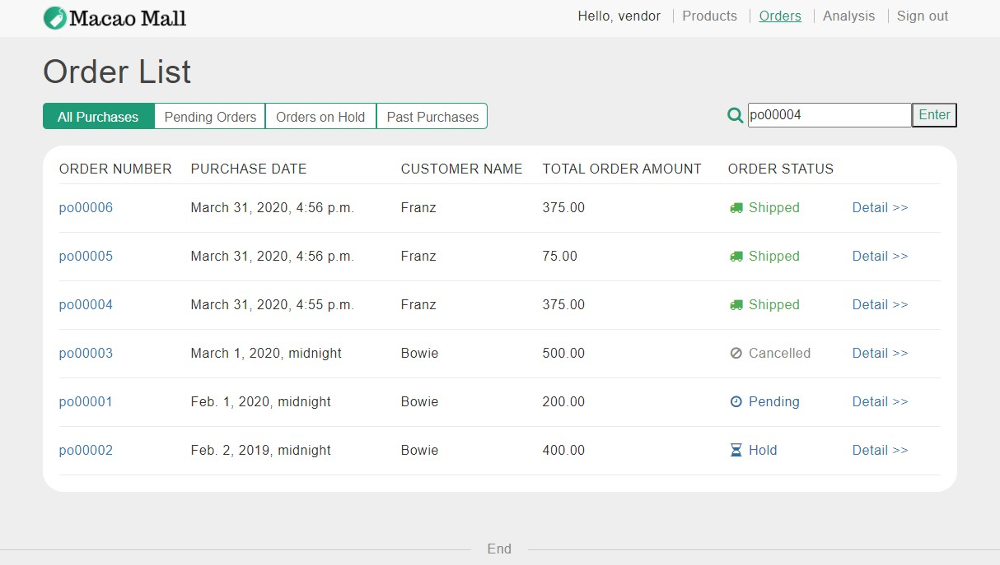 Macao Mall
Hello, vendor Products Orders Analysis Sign out
Order List
All Purchases Pending Orders Orders on Hold Past Purchases po00004 Enter
ORDER NUMBER PURCHASE DATE CUSTOMER NAME TOTAL ORDER AMOUNT ORDER STATUS
po00006 March 31, 2020, 4:56 p.m. Franz 375.00 Shipped Detail >>
po00005 March 31, 2020, 4:56 p.m. Franz 75.00 Shipped Detail >>
po00004 March 31, 2020, 4:55 p.m. Franz 375.00 Shipped Detail >>
po00003 March 1, 2020, midnight Bowie 500.00 Cancelled Detail >>
po00001 Feb. 1, 2020, midnight Bowie 200.00 Pending Detail >>
po00002 Feb. 2, 2019, midnight Bowie 400.00 Hold Detail >>
End